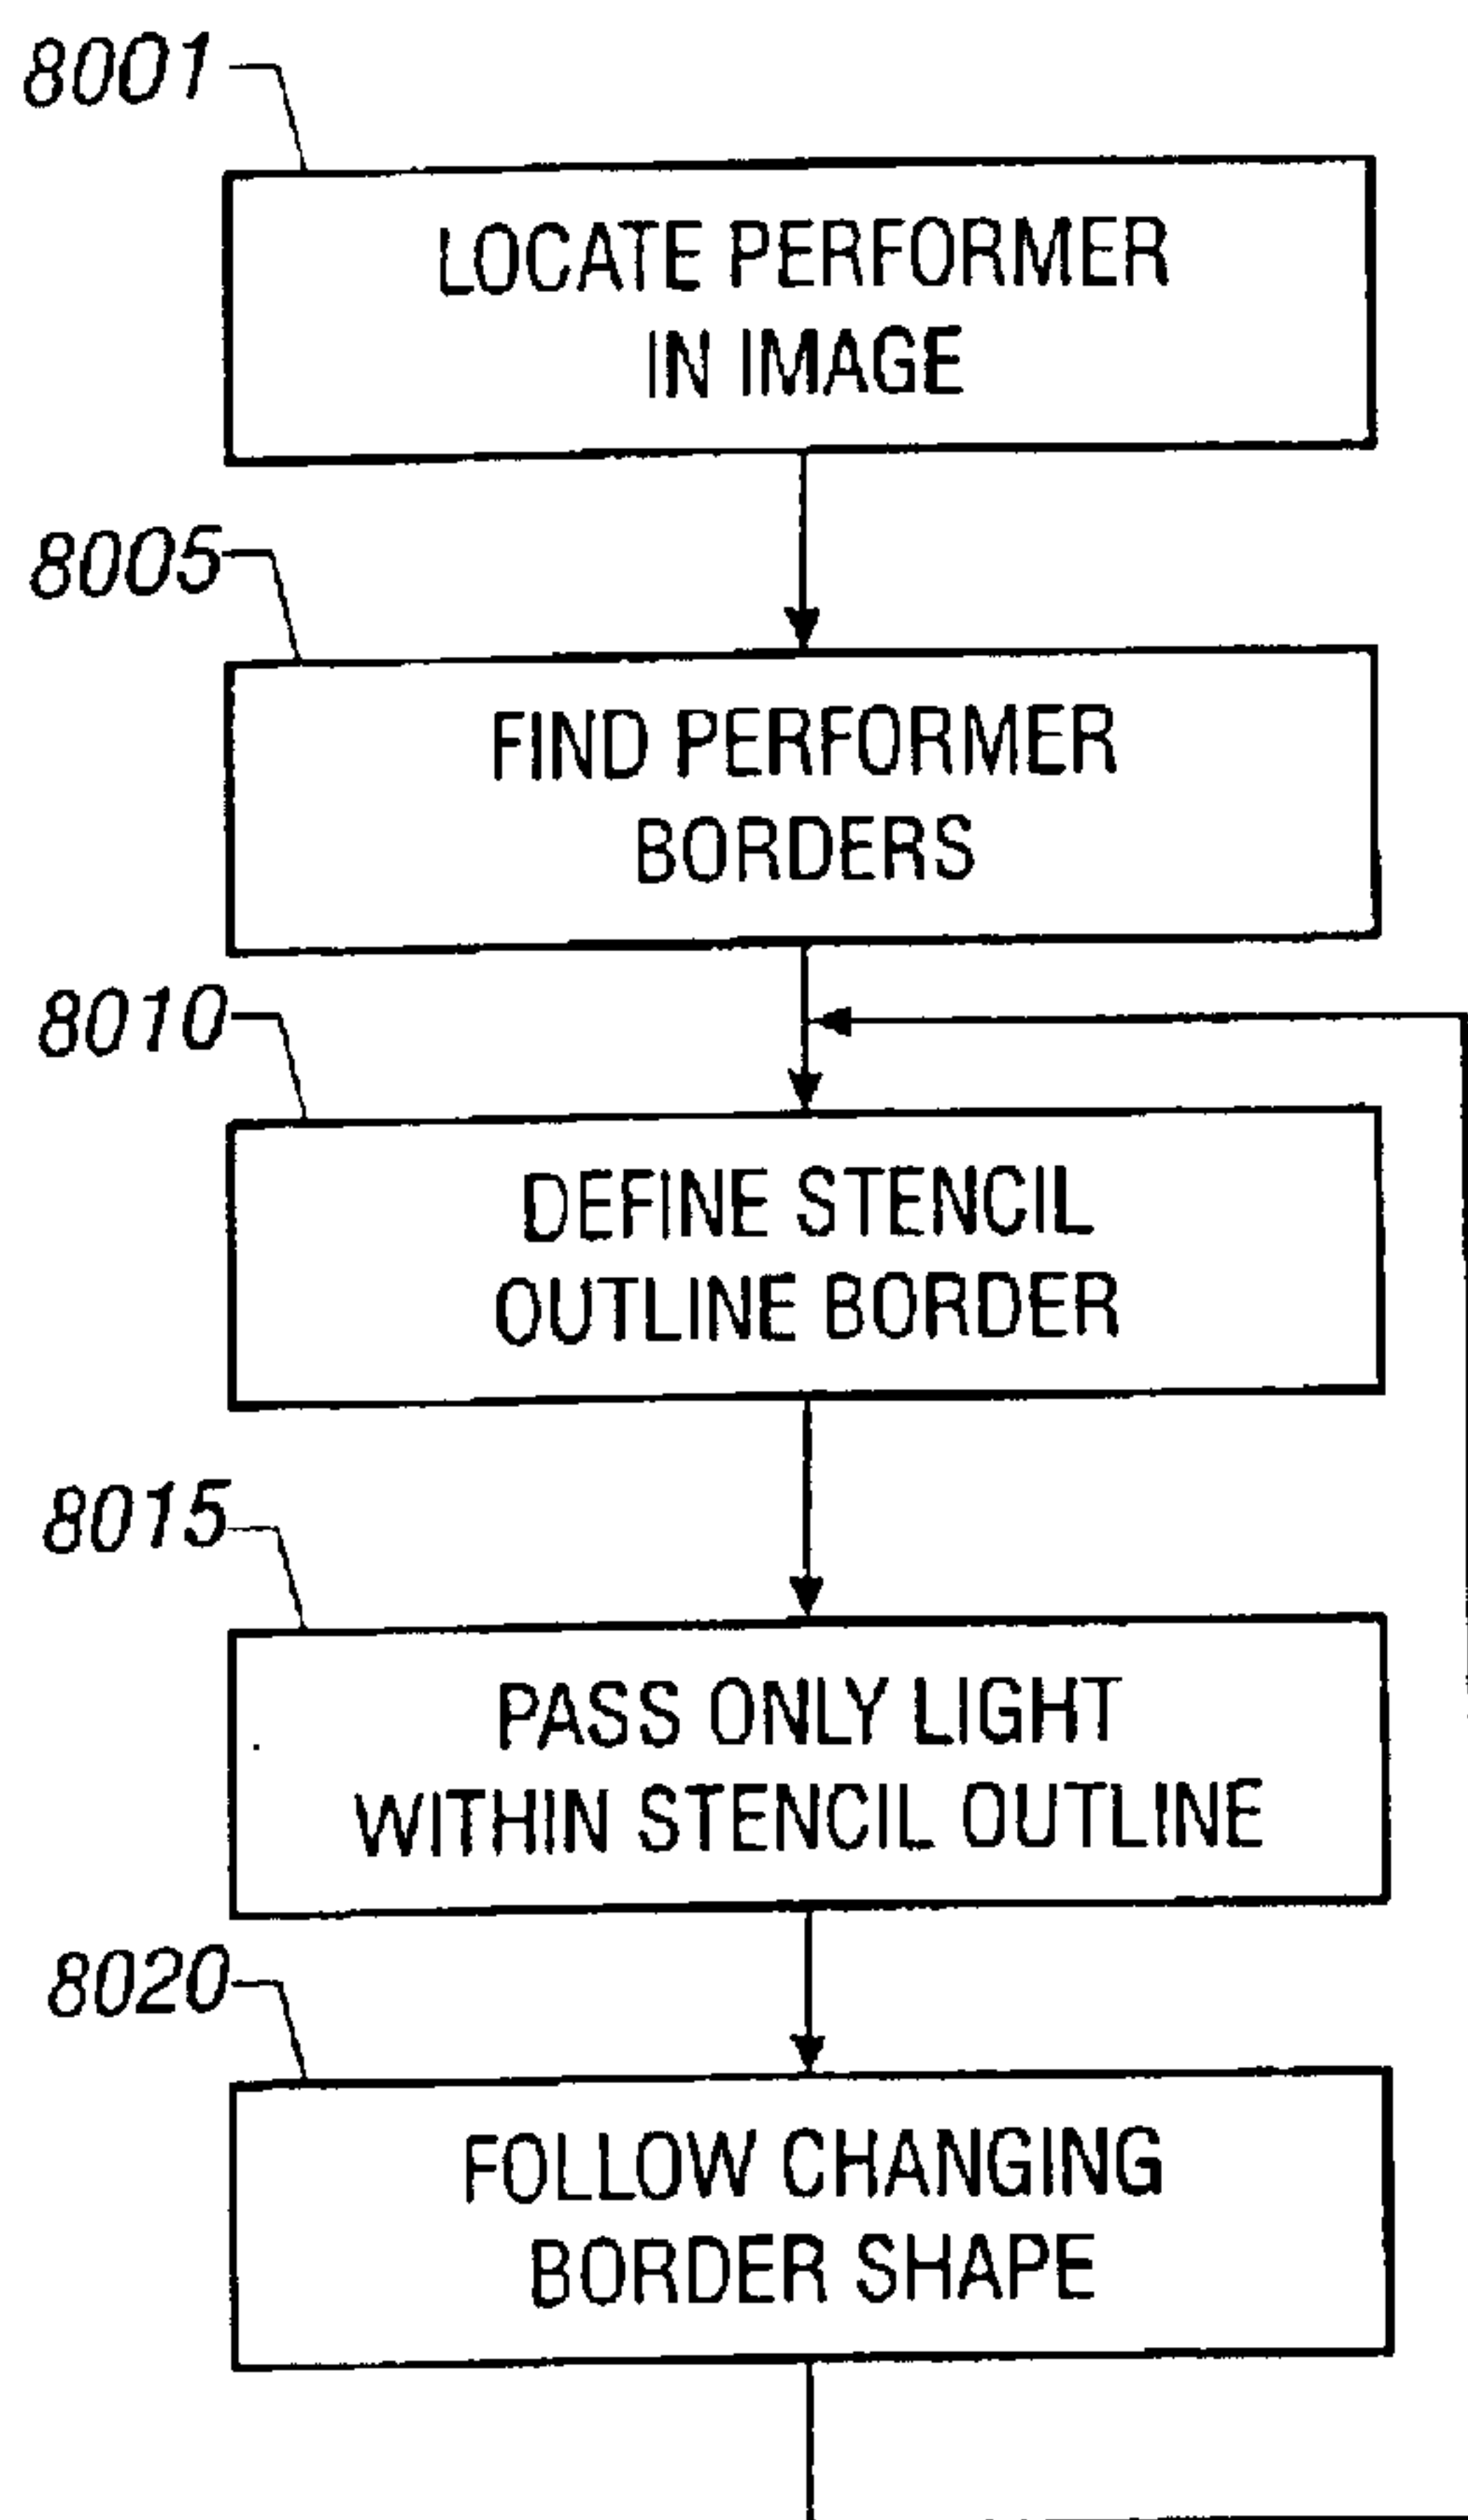 8001
LOCATE PERFORMER
IN IMAGE
8005
FIND PERFORMER
BORDERS
8010
DEFINE STENCIL
OUTLINE BORDER
8015
PASS ONLY LIGHT
WITHIN STENCIL OUTLINE
8020
FOLLOW CHANGING
BORDER SHAPE